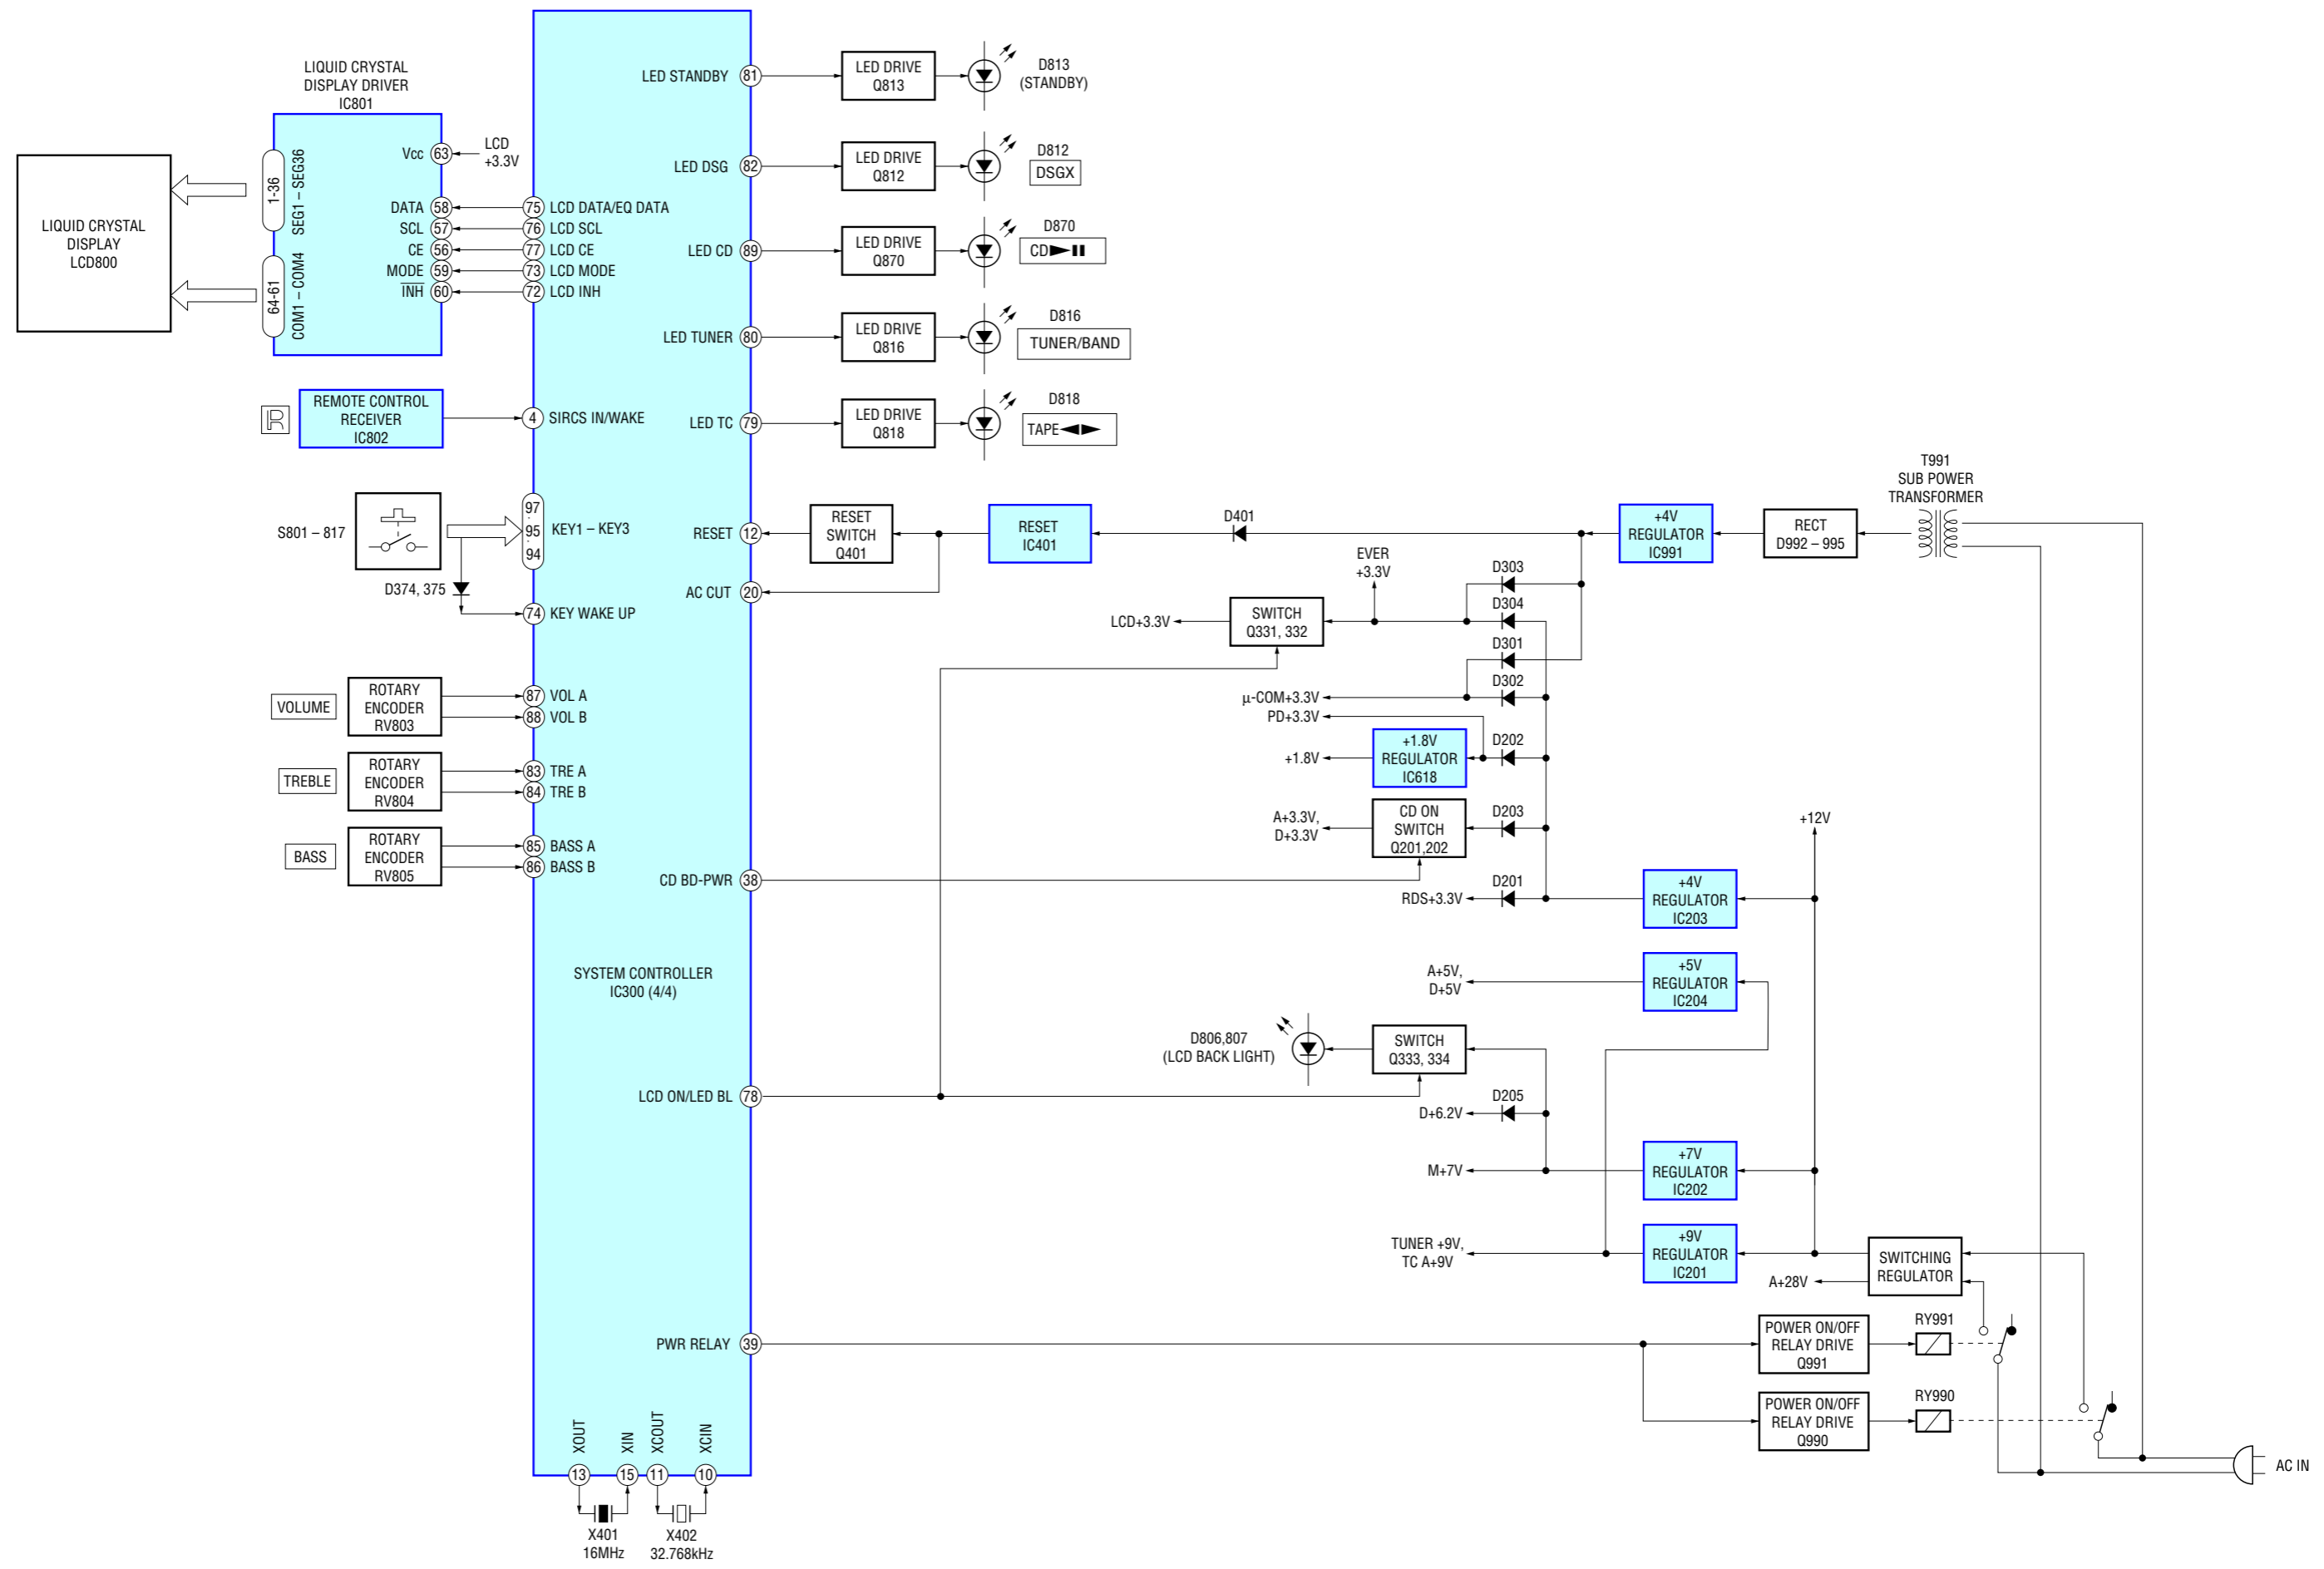 LIQUID CRYSTAL
DISPLAY DRIVER
IC801
LIQUID CRYSTAL
DISPLAY
LCD800
1-36
SEG1 – SEG36
64-61
COM1 – COM4
Vcc 63
LCD
+3.3V
DATA 58
SCL 57
CE 56
MODE 59
INH 60
75 LCD DATA/EQ DATA
76 LCD SCL
77 LCD CE
73 LCD MODE
72 LCD INH
REMOTE CONTROL
RECEIVER
IC802
4 SIRCS IN/WAKE
S801 – 817
97
95
94
KEY1 – KEY3
D374, 375
74 KEY WAKE UP
VOLUME
ROTARY
ENCODER
RV803
87 VOL A
88 VOL B
TREBLE
ROTARY
ENCODER
RV804
83 TRE A
84 TRE B
BASS
ROTARY
ENCODER
RV805
85 BASS A
86 BASS B
SYSTEM CONTROLLER
IC300 (4/4)
XOUT
XIN
XCOUT
XCIN
13
15
11
10
X401
16MHz
X402
32.768kHz
LED STANDBY 81
LED DRIVE
Q813
D813
(STANDBY)
LED DSG 82
LED DRIVE
Q812
D812
DSGX
LED CD 89
LED DRIVE
Q870
D870
CD
LED TUNER 80
LED DRIVE
Q816
D816
TUNER/BAND
LED TC 79
LED DRIVE
Q818
D818
TAPE
RESET 12
RESET
SWITCH
Q401
RESET
IC401
D401
+4V
REGULATOR
IC991
RECT
D992 – 995
T991
SUB POWER
TRANSFORMER
AC CUT 20
EVER
+3.3V
D303
D304
LCD+3.3V
SWITCH
Q331, 332
D301
D302
µ-COM+3.3V
PD+3.3V
+1.8V
+1.8V
REGULATOR
IC618
D202
A+3.3V,
D+3.3V
CD ON
SWITCH
Q201,202
D203
+12V
CD BD-PWR 38
RDS+3.3V
D201
+4V
REGULATOR
IC203
A+5V,
D+5V
+5V
REGULATOR
IC204
D806,807
(LCD BACK LIGHT)
SWITCH
Q333, 334
LCD ON/LED BL 78
D205
D+6.2V
M+7V
+7V
REGULATOR
IC202
TUNER +9V,
TC A+9V
+9V
REGULATOR
IC201
A+28V
SWITCHING
REGULATOR
PWR RELAY 39
POWER ON/OFF
RELAY DRIVE
Q991
RY991
POWER ON/OFF
RELAY DRIVE
Q990
RY990
AC IN